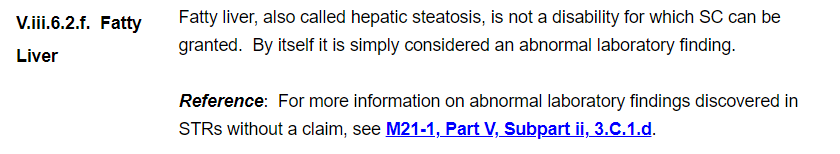 V.iii.6.2.f. Fatty Liver
Fatty liver, also called hepatic steatosis, is not a disability for which SC can be
granted.  By itself it is simply considered an abnormal laboratory finding.
Reference:  For more information on abnormal laboratory findings discovered in
STRs without a claim, see M21-1, Part V, Subpart ii, 3.C.1.d.